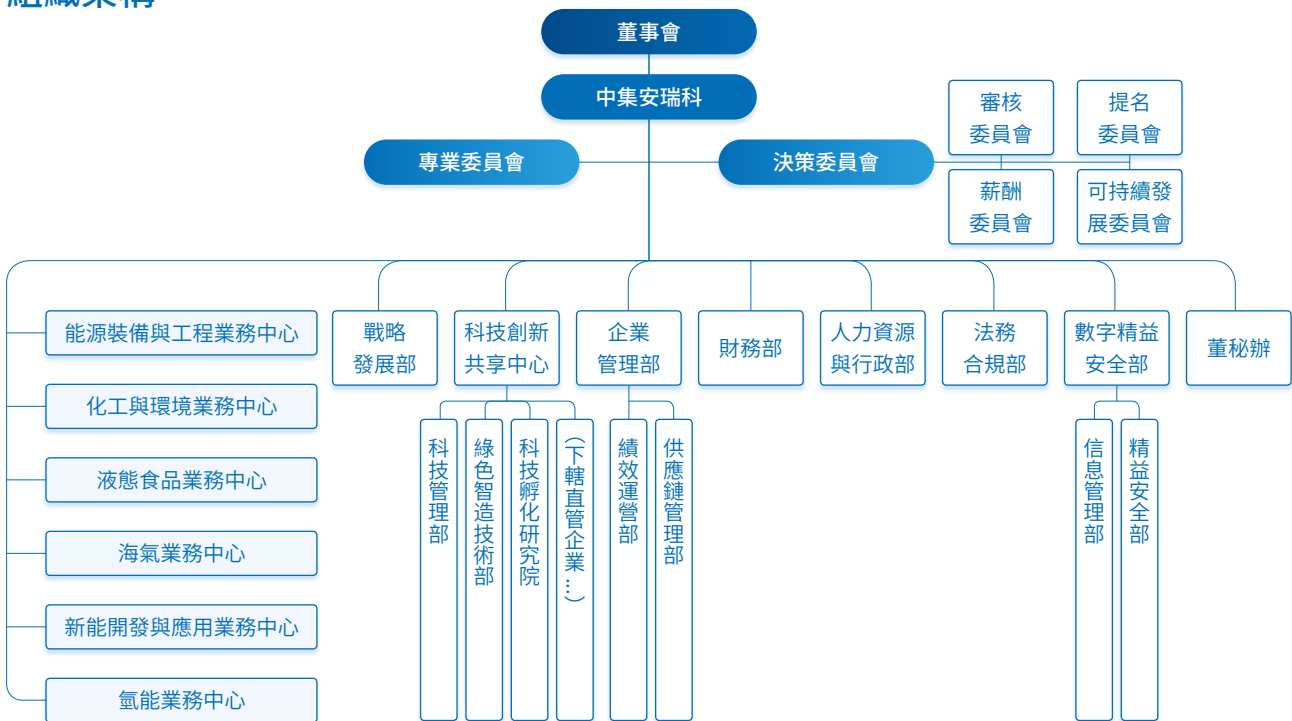 董事會
中集安瑞科
專業委員會
決策委員會
審核
委員會
提名
委員會
薪酬
委員會
可持續發
展委員會
能源裝備與工程業務中心
化工與環境業務中心
液態食品業務中心
海氣業務中心
新能開發與應用業務中心
氫能業務中心
戰略
發展部
科技創新
共享中心
企業
管理部
財務部
人力資源
與行政部
法務
合規部
數字精益
安全部
董秘辦
科技管理部
綠色智造技術部
科技孵化研究院
（下轄直管企業…）
績效運營部
供應鏈管理部
信息管理部
精益安全部